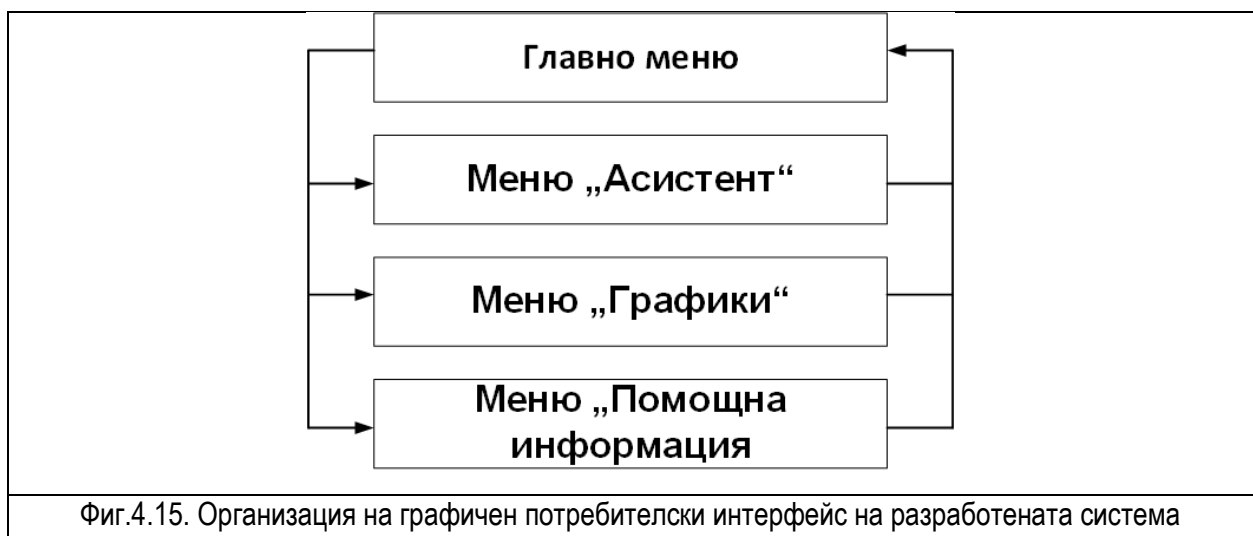 Главно меню
Меню „Асистент“
Меню „Графики“
Меню „Помощна
информация
Фиг.4.15. Организация на графичен потребителски интерфейс на разработената система